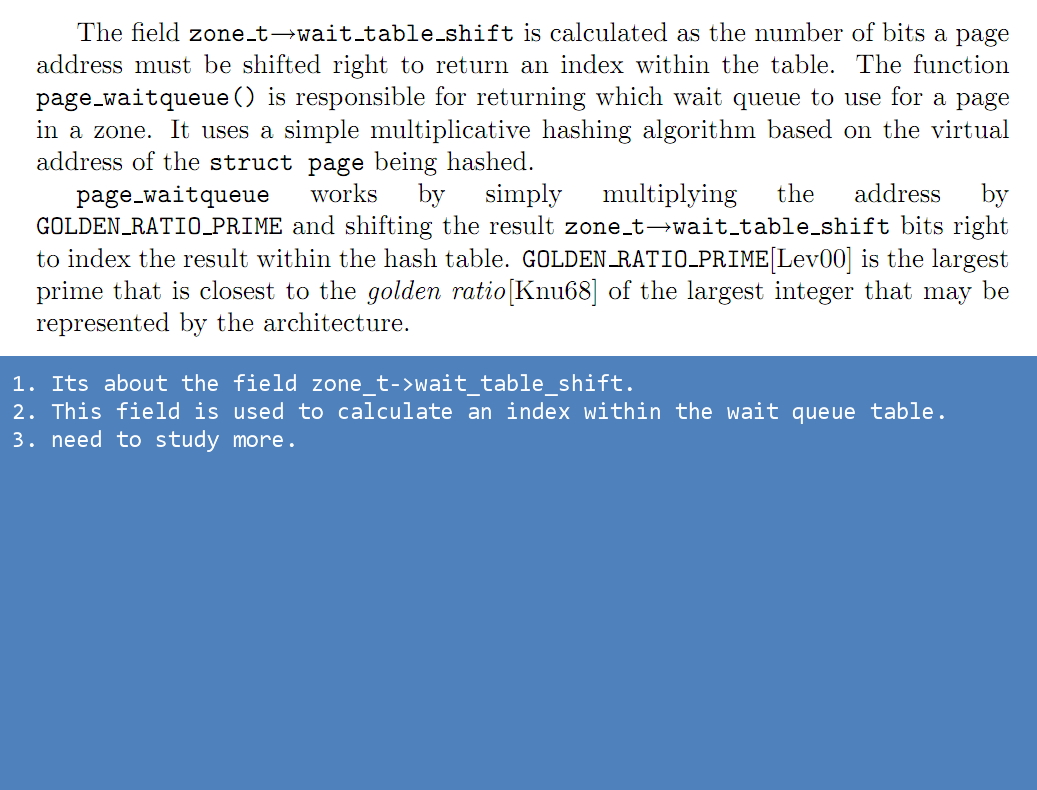 The field zone_t→wait_table_shift is calculated as the number of bits a page
address must be shifted right to return an index within the table. The function
page_waitqueue() is responsible for returning which wait queue to use for a page
in a zone. It uses a simple multiplicative hashing algorithm based on the virtual
address of the struct page being hashed.
page_waitqueue works by simply multiplying the address by
GOLDEN_RATIO_PRIME and shifting the result zone_t→wait_table_shift bits right
to index the result within the hash table. GOLDEN_RATIO_PRIME[Lev00] is the largest
prime that is closest to the golden ratio[Knu68] of the largest integer that may be
represented by the architecture.
1. Its about the field zone_t->wait_table_shift.
2. This field is used to calculate an index within the wait queue table.
3. need to study more.